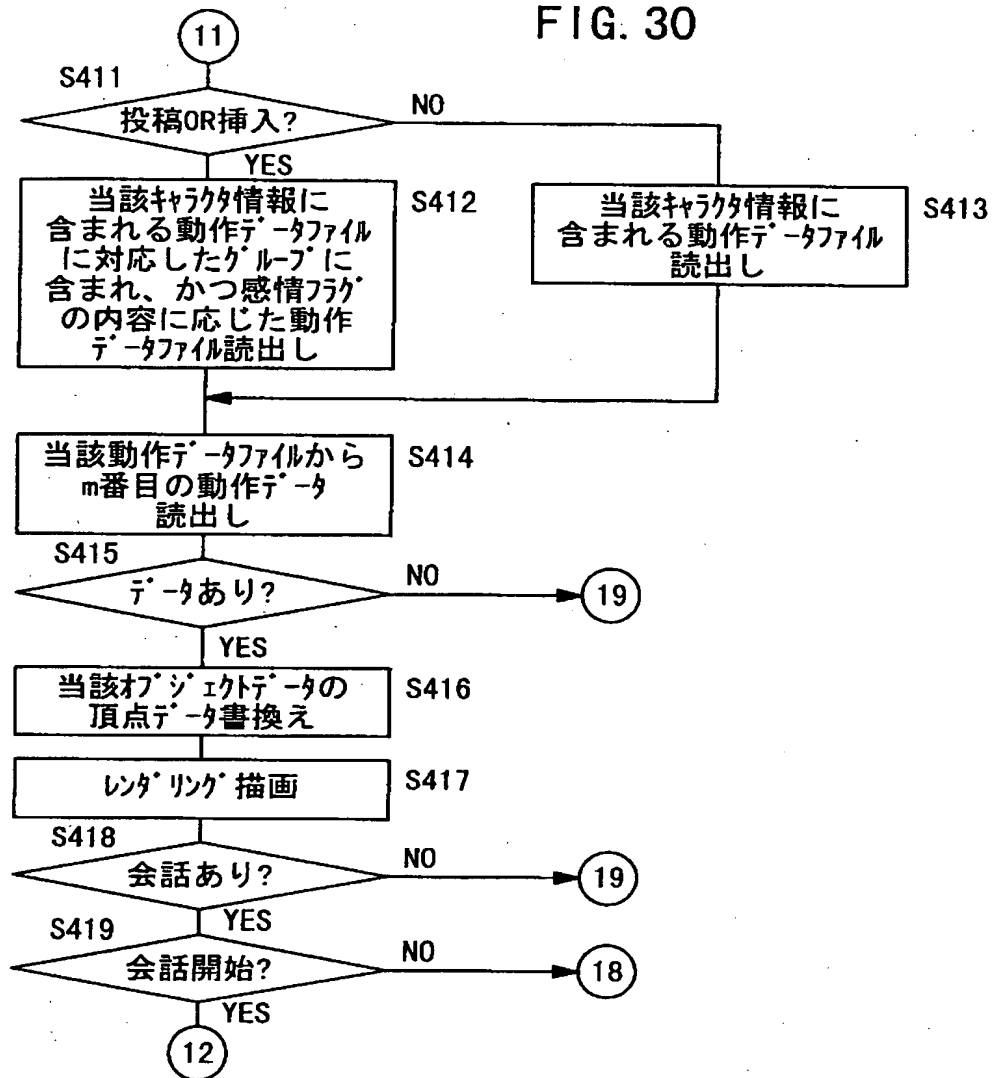 FIG. 30
11
S411
投稿OR挿入?
NO
YES
当該ｷｬﾗｸﾀ情報に
含まれる動作ﾃﾞｰﾀﾌｧｲﾙ
に対応したｸﾞﾙｰﾌﾟに
含まれ、かつ感情ﾌﾗｸﾞ
の内容に応じた動作
ﾃﾞｰﾀﾌｧｲﾙ読出し
S412
当該ｷｬﾗｸﾀ情報に
含まれる動作ﾃﾞｰﾀﾌｧｲﾙ
読出し
S413
当該動作ﾃﾞｰﾀﾌｧｲﾙから
m番目の動作ﾃﾞｰﾀ
読出し
S414
S415
ﾃﾞｰﾀあり?
NO
19
YES
当該ｵﾌﾞｼﾞｪｸﾄﾃﾞｰﾀの
頂点ﾃﾞｰﾀ書換え
S416
ﾚﾝﾀﾞﾘﾝｸﾞ描画
S417
S418
会話あり?
NO
19
YES
S419
会話開始?
NO
18
YES
12